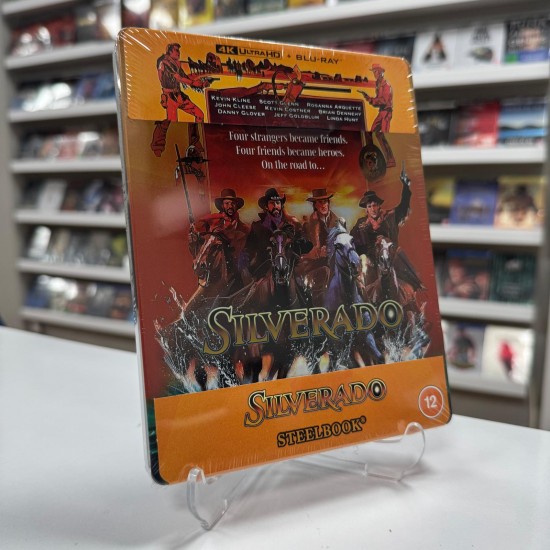 4K ULTRA HD + BLU-RAY™
KEVIN KLINE SCOTT GLENN ROSANNA ARQUETTE
JOHN CLEESE KEVIN COSTNER BRIAN DENNEHY
DANNY GLOVER JEFF GOLDBLUM LINDA HUNT
Four strangers became friends.
Four friends became heroes.
On the road to...
SILVERADO
SILVERADO
STEELBOOK®
12